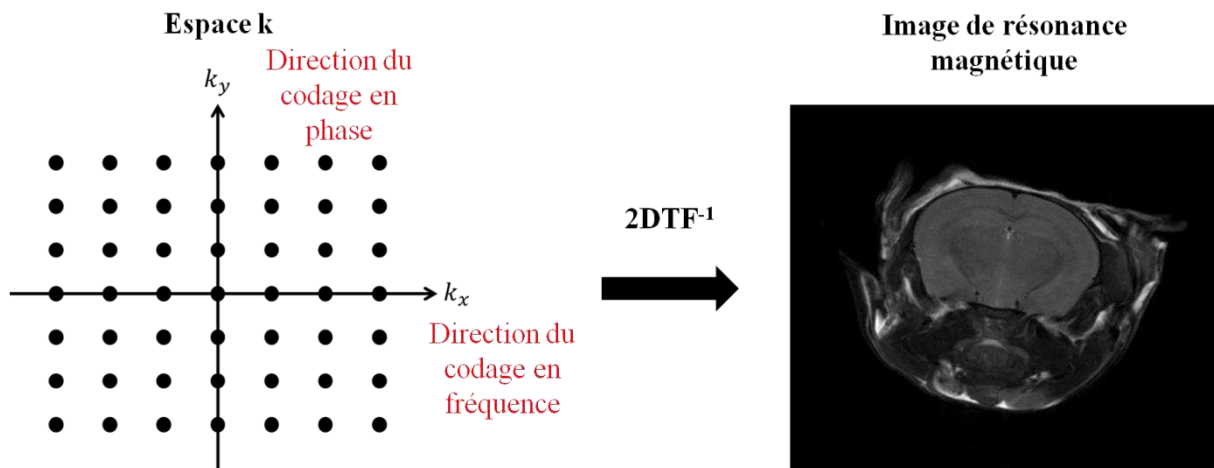 Espace k
Direction du
codage en
phase
k_y
k_x
Direction du
codage en
fréquence
2DTF⁻¹
Image de résonance
magnétique